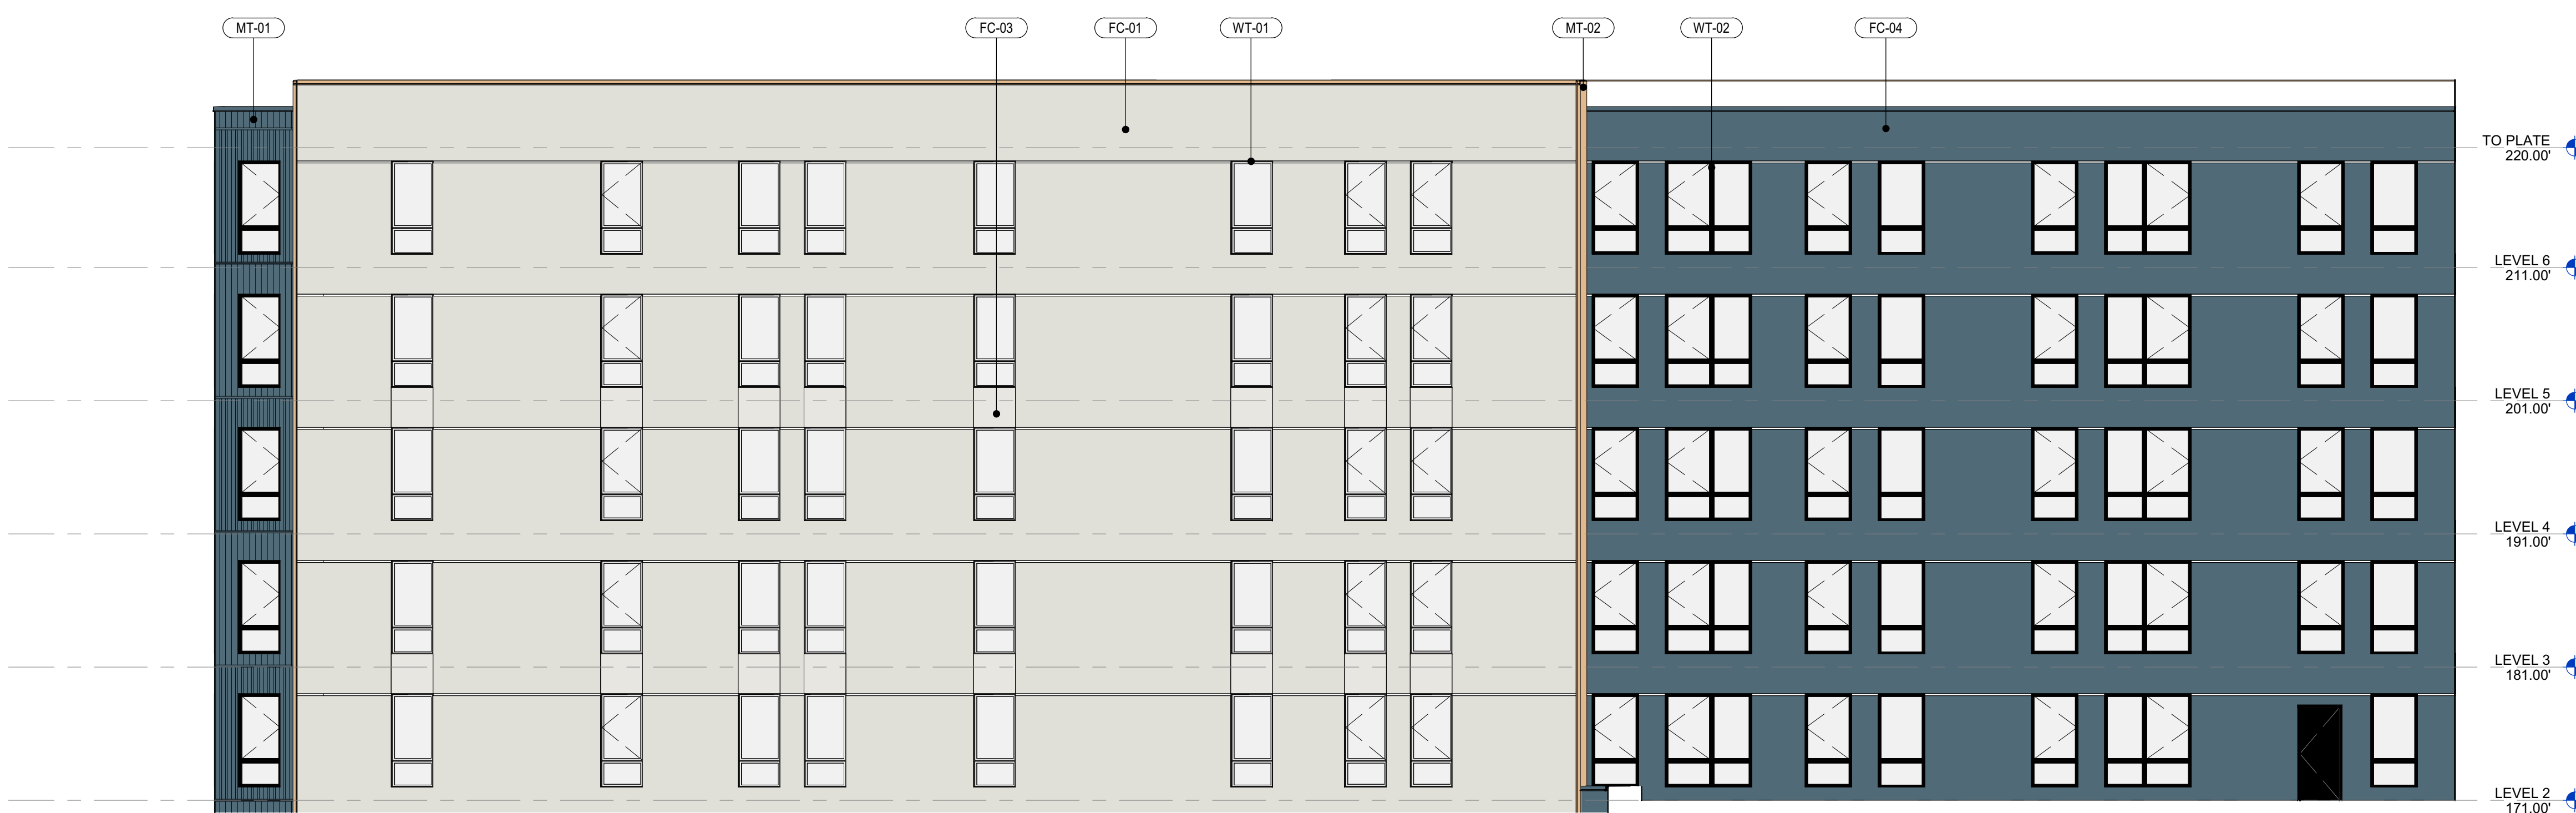 MT-01
FC-03
FC-01
WT-01
MT-02
WT-02
FC-04
TO PLATE
220.00'
LEVEL 6
211.00'
LEVEL 5
201.00'
LEVEL 4
191.00'
LEVEL 3
181.00'
LEVEL 2
171.00'